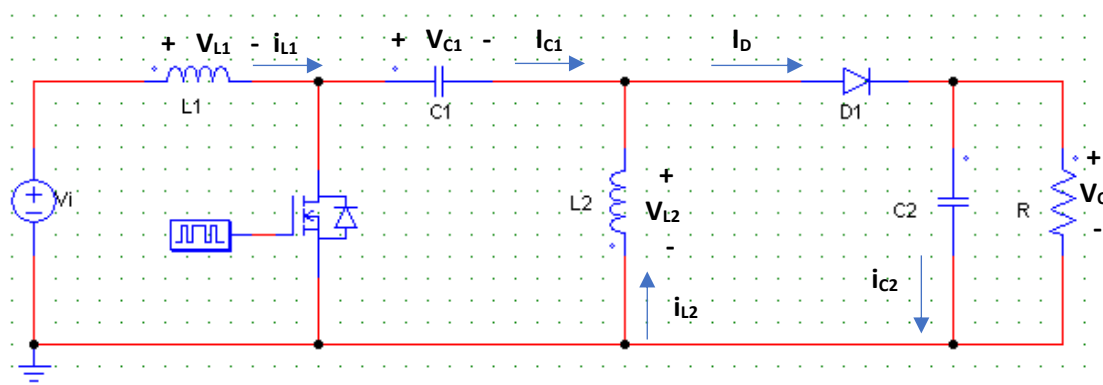 + VL1 - iL1
+ VC1 -
IC1
ID
L1
C1
D1
Vi
L2
+
VL2
-
iL2
C2
iC2
R
+
VO
-